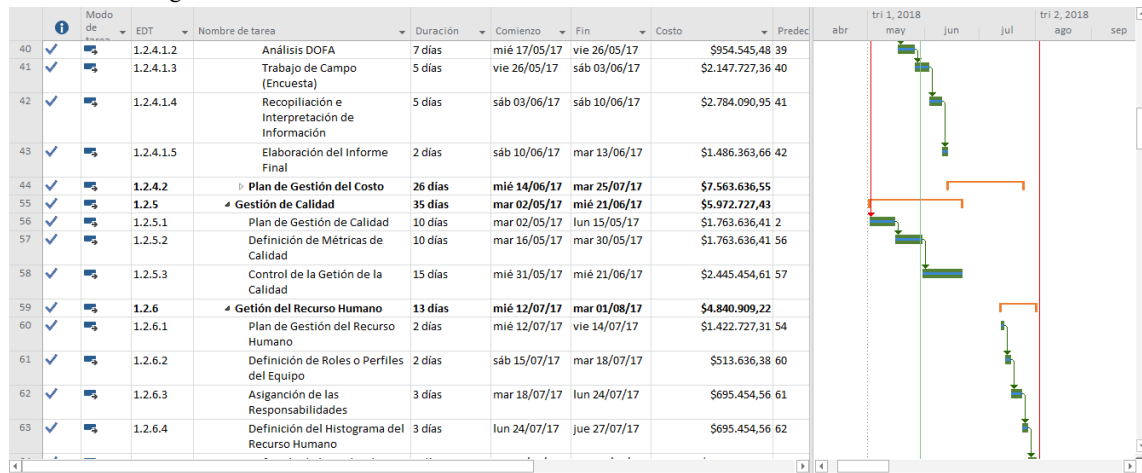 Modo de tarea EDT Nombre de tarea Duración Comienzo Fin Costo Predec
tri 1, 2018 tri 2, 2018
abr may jun jul ago sep
40 1.2.4.1.2 Análisis DOFA 7 días mié 17/05/17 vie 26/05/17 $954.545,48 39
41 1.2.4.1.3 Trabajo de Campo 5 días vie 26/05/17 sáb 03/06/17 $2.147.727,36 40
(Encuesta)
42 1.2.4.1.4 Recopiliación e 5 días sáb 03/06/17 sáb 10/06/17 $2.784.090,95 41
Interpretación de
Información
43 1.2.4.1.5 Elaboración del Informe 2 días sáb 10/06/17 mar 13/06/17 $1.486.363,66 42
Final
44 1.2.4.2 Plan de Gestión del Costo 26 días mié 14/06/17 mar 25/07/17 $7.563.636,55
55 1.2.5 Gestión de Calidad 35 días mar 02/05/17 mié 21/06/17 $5.972.727,43
56 1.2.5.1 Plan de Gestión de Calidad 10 días mar 02/05/17 lun 15/05/17 $1.763.636,41 2
57 1.2.5.2 Definición de Métricas de 10 días mar 16/05/17 mar 30/05/17 $1.763.636,41 56
Calidad
58 1.2.5.3 Control de la Getión de la 15 días mié 31/05/17 mié 21/06/17 $2.445.454,61 57
Calidad
59 1.2.6 Getión del Recurso Humano 13 días mié 12/07/17 mar 01/08/17 $4.840.909,22
60 1.2.6.1 Plan de Gestión del Recurso 2 días mié 12/07/17 vie 14/07/17 $1.422.727,31 54
Humano
61 1.2.6.2 Definición de Roles o Perfiles 2 días sáb 15/07/17 mar 18/07/17 $513.636,38 60
del Equipo
62 1.2.6.3 Asiganción de las 3 días mar 18/07/17 lun 24/07/17 $695.454,56 61
Responsabilidades
63 1.2.6.4 Definición del Histograma del 3 días lun 24/07/17 jue 27/07/17 $695.454,56 62
Recurso Humano